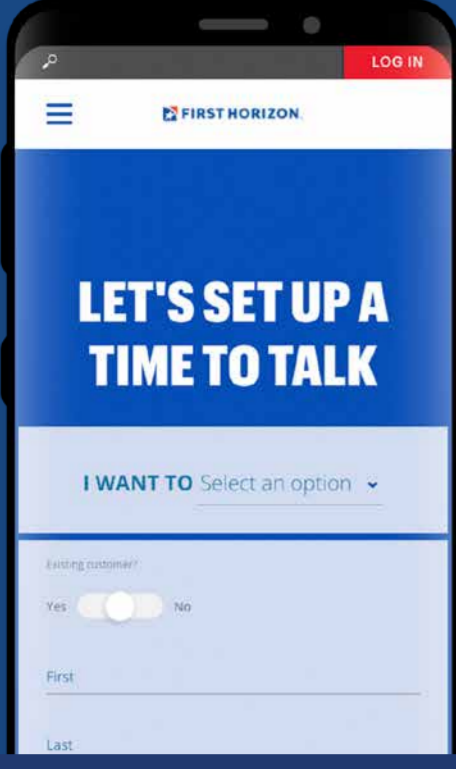 LOG IN
FIRST HORIZON.
LET'S SET UP A
TIME TO TALK
I WANT TO Select an option
Existing customer?
Yes No
First
Last